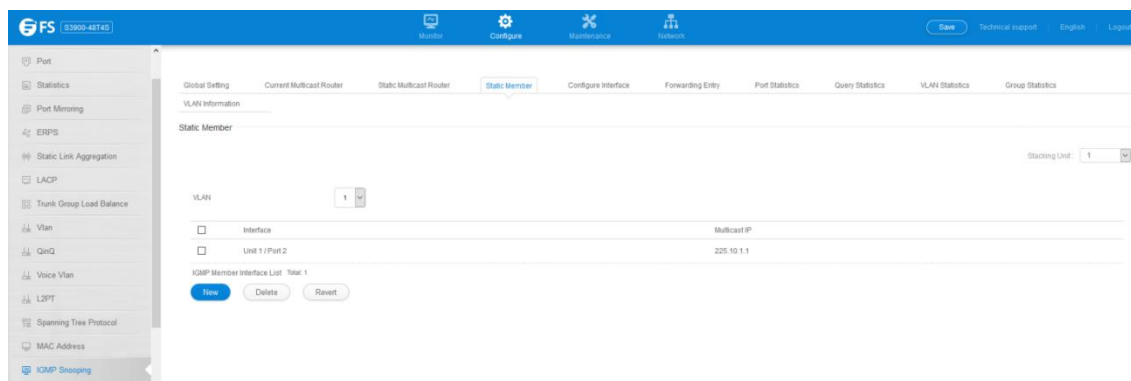 FS S3900-48T4S
Monitor
Configure
Maintenance
Network
Save
Technical support
English
Logout
Port
Statistics
Port Mirroring
ERPS
Static Link Aggregation
LACP
Trunk Group Load Balance
Vlan
QinQ
Voice Vlan
L2PT
Spanning Tree Protocol
MAC Address
IGMP Snooping
Global Setting Current Multicast Router Static Multicast Router Static Member Configure Interface Forwarding Entry Port Statistics Query Statistics VLAN Statistics Group Statistics
VLAN Information
Static Member
Stacking Unit: 1
VLAN 1
Interface Multicast IP
Unit 1 / Port 2 225.10.1.1
IGMP Member Interface List Total: 1
New Delete Revert